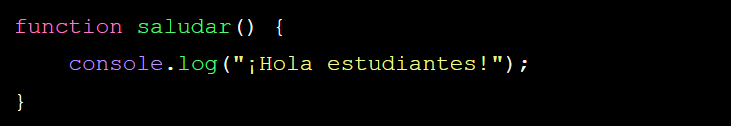 function saludar() {
    console.log("¡Hola estudiantes!");
}